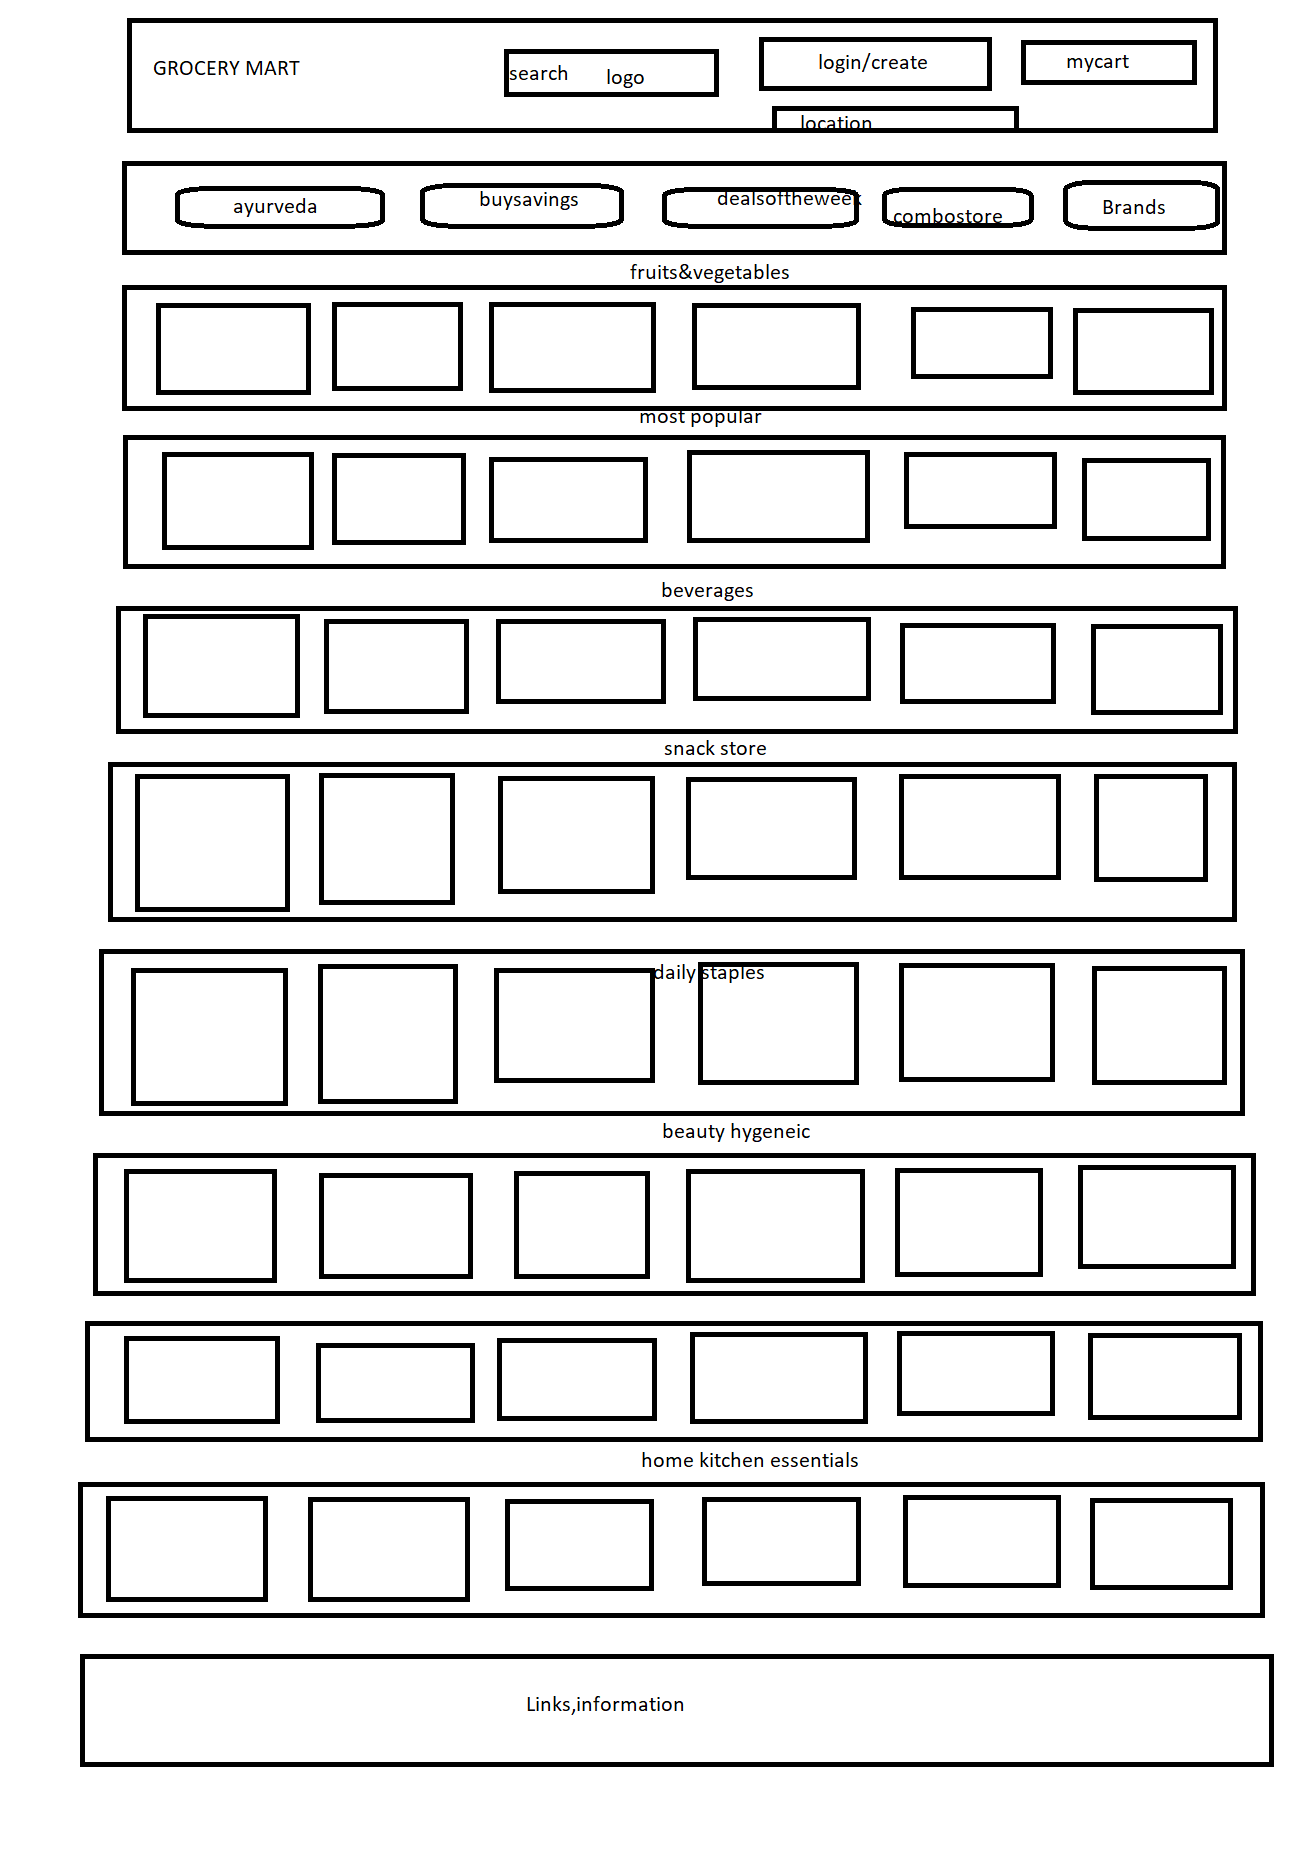 GROCERY MART
search logo
login/create
mycart
location
ayurveda
buysavings
dealsoftheweek
combostore
Brands
fruits&vegetables
most popular
beverages
snack store
daily staples
beauty hygeneic
home kitchen essentials
Links,information